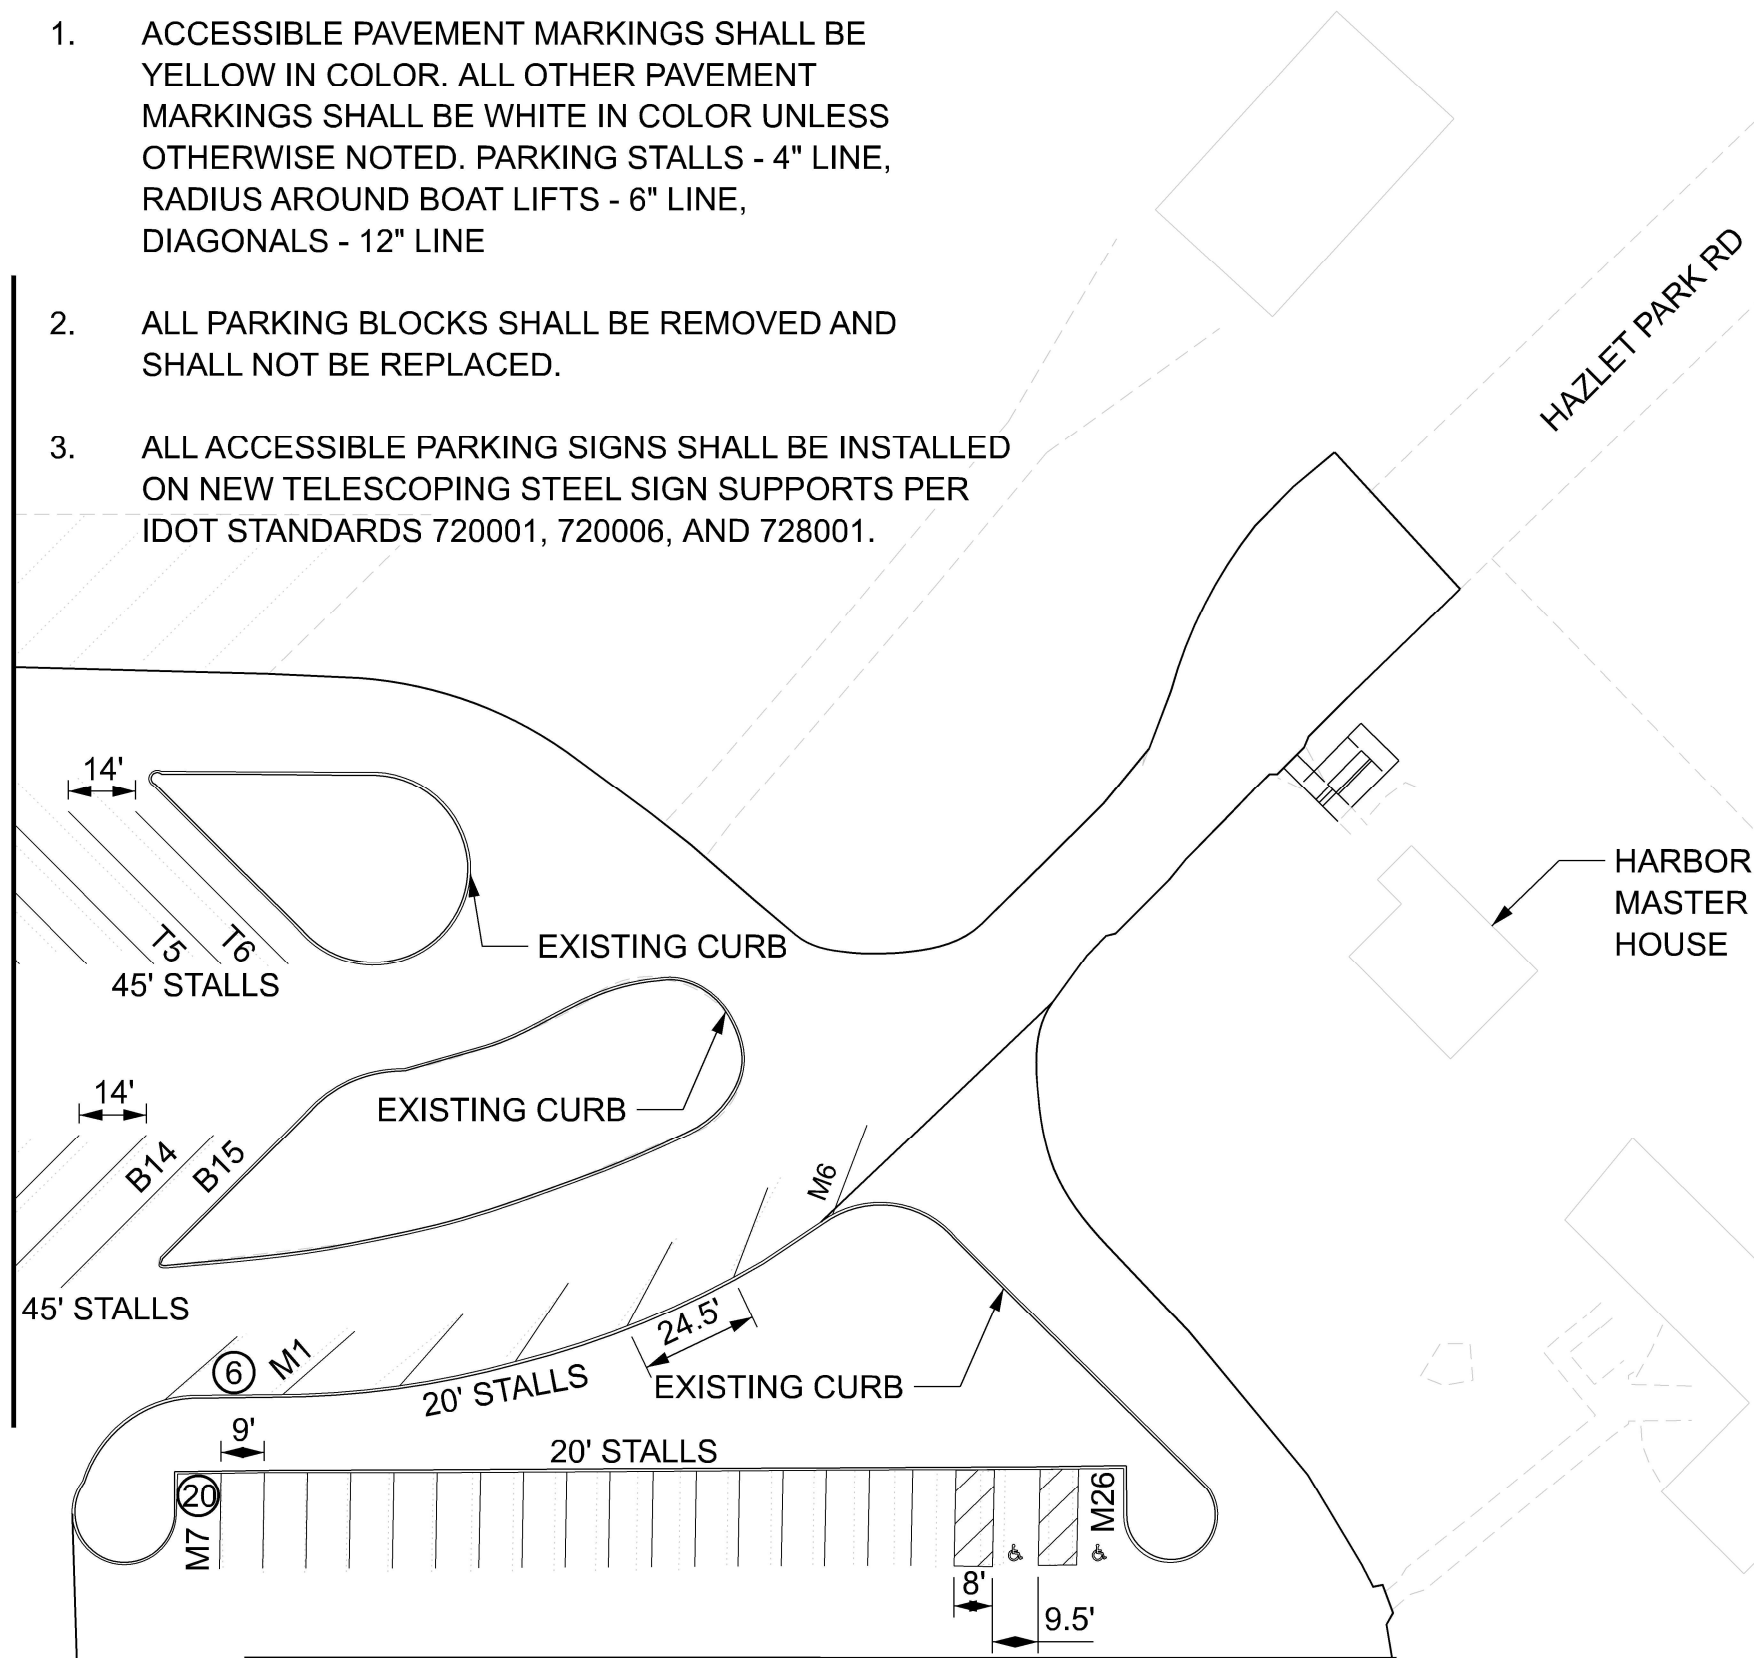 1. ACCESSIBLE PAVEMENT MARKINGS SHALL BE
YELLOW IN COLOR. ALL OTHER PAVEMENT
MARKINGS SHALL BE WHITE IN COLOR UNLESS
OTHERWISE NOTED. PARKING STALLS - 4" LINE,
RADIUS AROUND BOAT LIFTS - 6" LINE,
DIAGONALS - 12" LINE
2. ALL PARKING BLOCKS SHALL BE REMOVED AND
SHALL NOT BE REPLACED.
3. ALL ACCESSIBLE PARKING SIGNS SHALL BE INSTALLED
ON NEW TELESCOPING STEEL SIGN SUPPORTS PER
IDOT STANDARDS 720001, 720006, AND 728001.
HAZLET PARK RD
14'
HARBOR
MASTER
HOUSE
T5
T6
EXISTING CURB
45' STALLS
14'
EXISTING CURB
B14
B15
M6
45' STALLS
24.5'
6
M1
20' STALLS
EXISTING CURB
9'
20' STALLS
20
M7
M26
8'
9.5'